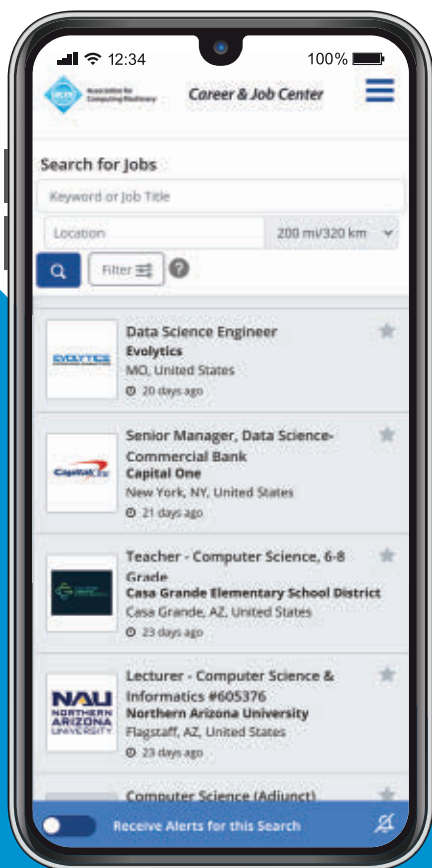 12:34
100%
acm Association for
Computing Machinery
Career & Job Center
Search for Jobs
Keyword or Job Title
Location
200 mi/320 km
Filter
?
EVOLYTICS
Data Science Engineer
Evolytics
MO, United States
20 days ago
Capital One
Senior Manager, Data Science-
Commercial Bank
Capital One
New York, NY, United States
21 days ago
Teacher - Computer Science, 6-8
Grade
Casa Grande Elementary School District
Casa Grande, AZ, United States
23 days ago
NAU
NORTHERN
ARIZONA
UNIVERSITY
Lecturer - Computer Science &
Informatics #605376
Northern Arizona University
Flagstaff, AZ, United States
23 days ago
Computer Science (Adjunct)
Receive Alerts for this Search